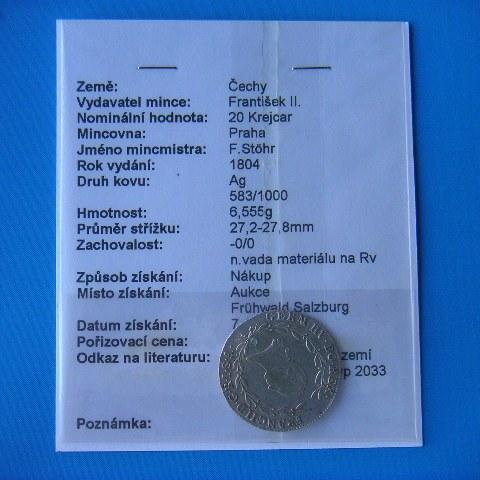 Země: Čechy
Vydavatel mince: František II.
Nominální hodnota: 20 Krejcar
Mincovna: Praha
Jméno mincmistra: F.Stöhr
Rok vydání: 1804
Druh kovu: Ag
583/1000
Hmotnost: 6,555g
Průměr střížku: 27,2-27,8mm
Zachovalost: -0/0
n.vada materiálu na Rv
Způsob získání: Nákup
Místo získání: Aukce
Frühwald Salzburg
Datum získání: 7
Pořizovací cena:
Odkaz na literaturu: zemí
2033
Poznámka: